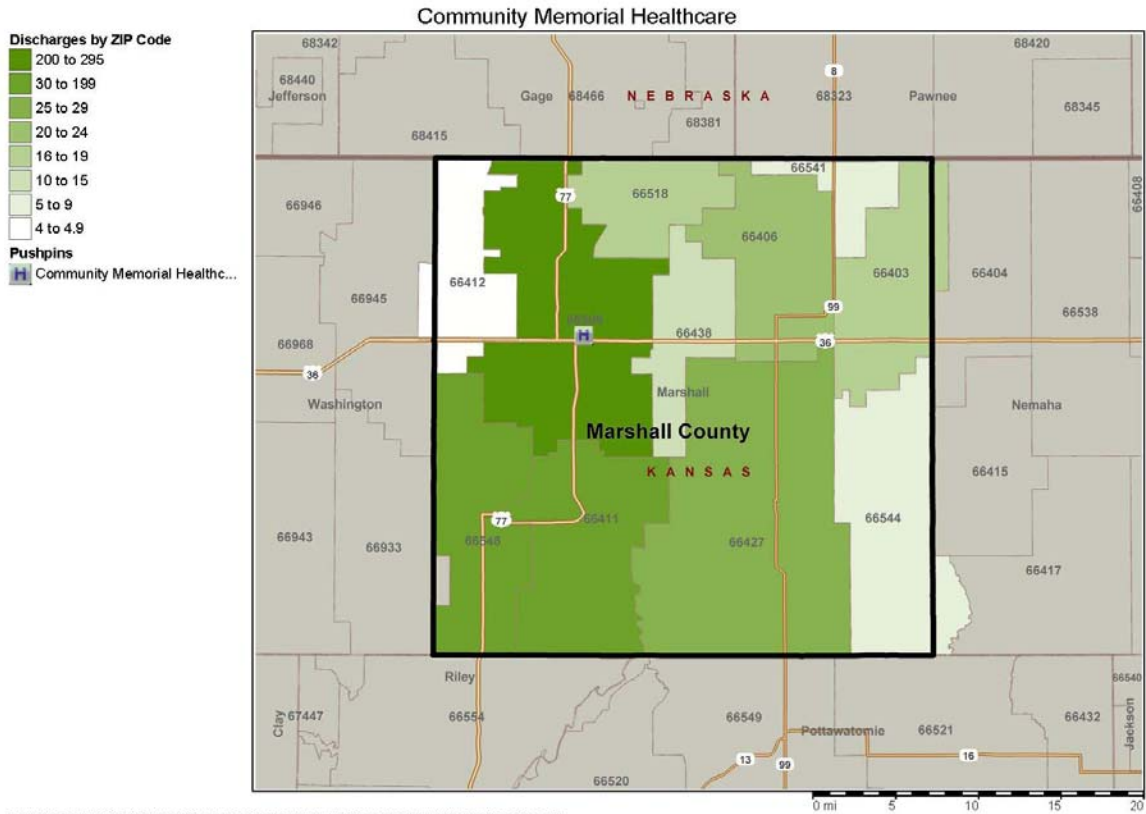 Community Memorial Healthcare
Discharges by ZIP Code
200 to 295
30 to 199
25 to 29
20 to 24
16 to 19
10 to 15
5 to 9
4 to 4.9
Pushpins
H Community Memorial Healthc...
68342
68420
68440
Jefferson
Gage
68466
NEBRASKA
8
68323
Pawnee
68345
68381
68415
66541
66408
66946
77
66518
66406
66403
66404
66412
66945
99
66538
H
66438
66968
36
36
Washington
Marshall
Nemaha
Marshall County
KANSAS
66415
77
66411
66544
66943
66933
66548
66427
66417
Riley
66540
Clay
67447
66554
66549
Pottawatomie
66521
66432
Jackson
13
99
16
66520
0 mi 5 10 15 20